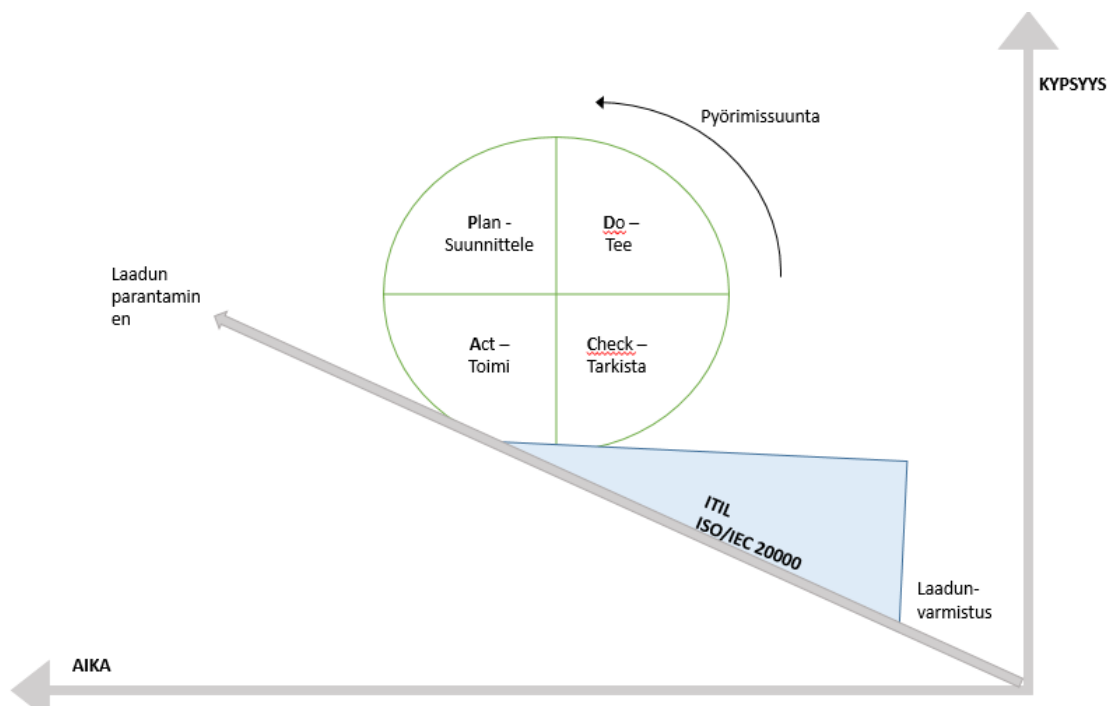 KYPSYYS
Pyörimissuunta
Plan -
Suunnittele
Do –
Tee
Laadun
parantamin
en
Act –
Toimi
Check –
Tarkista
ITIL
ISO/IEC 20000
Laadun-
varmistus
AIKA